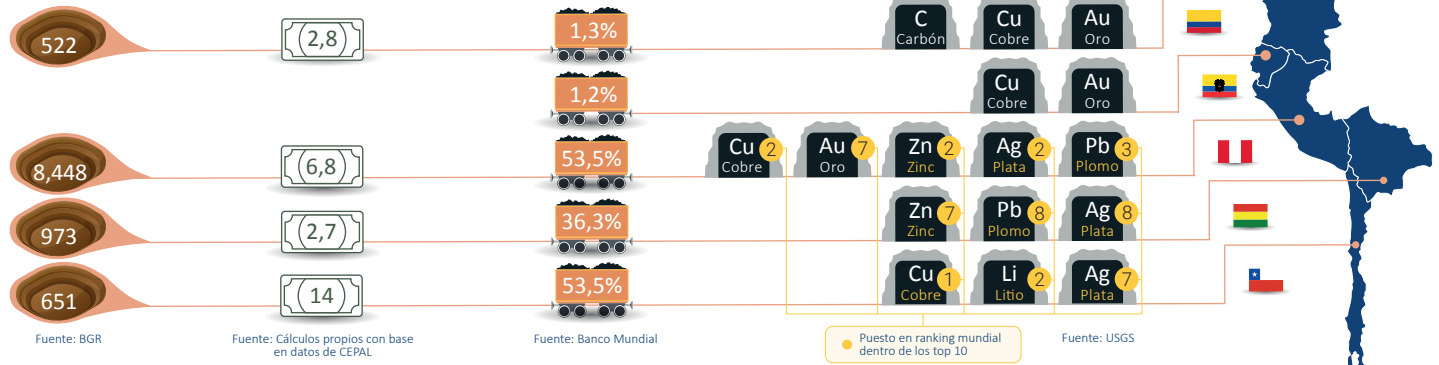 522
2,8
1,3%
C
Carbón
Cu
Cobre
Au
Oro
1,2%
Cu
Cobre
Au
Oro
8,448
6,8
53,5%
Cu 2
Cobre
Au 7
Oro
Zn 2
Zinc
Ag 2
Plata
Pb 3
Plomo
973
2,7
36,3%
Zn 7
Zinc
Pb 8
Plomo
Ag 8
Plata
651
14
53,5%
Cu 1
Cobre
Li 2
Litio
Ag 7
Plata
Fuente: BGR
Fuente: Cálculos propios con base
en datos de CEPAL
Fuente: Banco Mundial
Puesto en ranking mundial
dentro de los top 10
Fuente: USGS